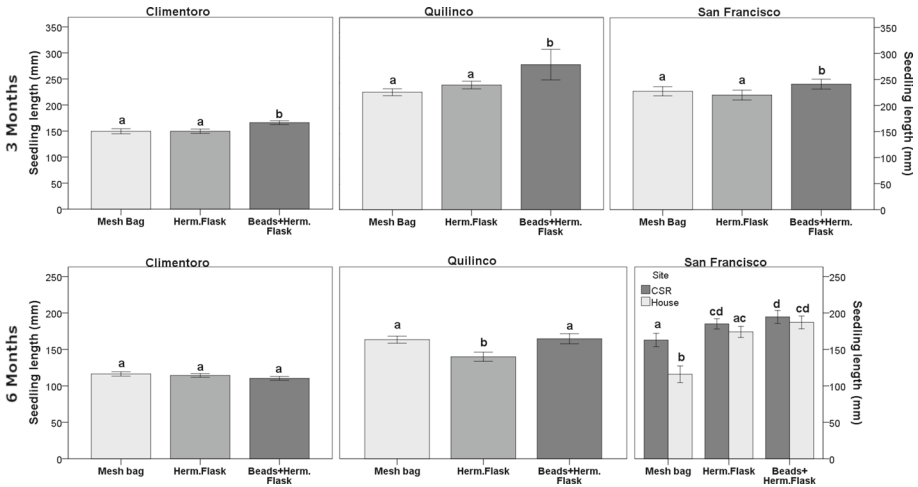 Climentoro
Quilinco
San Francisco
3 Months
Seedling length (mm)
350
300
250
200
150
100
50
0
a
a
b
Mesh Bag
Herm.Flask
Beads+Herm.
Flask
a
a
b
Mesh Bag
Herm.Flask
Beads+Herm.
Flask
a
a
b
Mesh Bag
Herm.Flask
Beads+Herm.
Flask
350
300
250
200
150
100
50
0
Seedling length
(mm)
Climentoro
Quilinco
San Francisco
6 Months
Seedling length (mm)
250
200
150
100
50
0
a
a
a
Mesh bag
Herm.Flask
Beads+Herm.
Flask
a
b
a
Mesh bag
Herm.Flask
Beads+Herm.
Flask
Site
CSR
House
a
b
cd
ac
d
cd
Mesh bag
Herm.Flask
Beads+
Herm.Flask
250
200
150
100
50
0
Seedling length
(mm)